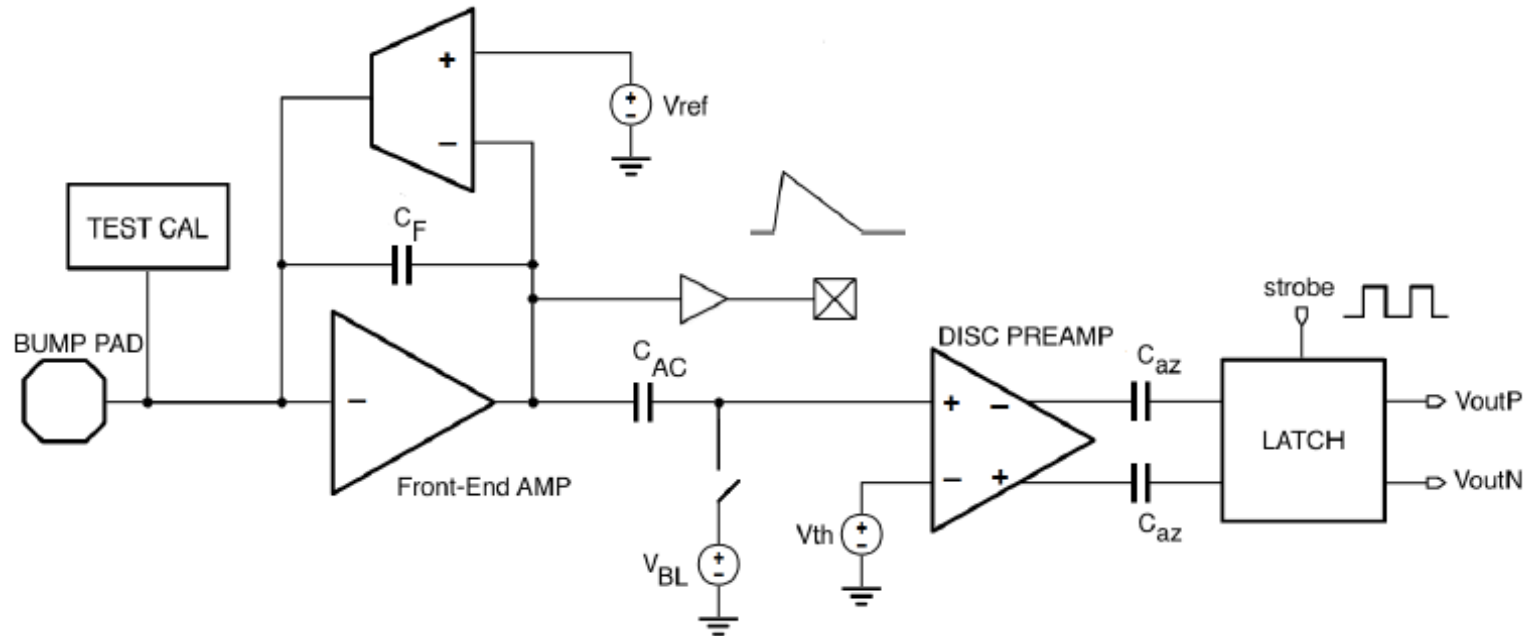 +
Vref
+
−
−
TEST CAL
C_F
strobe
BUMP PAD
DISC PREAMP
C_AC
C_az
−
+ −
VoutP
LATCH
Front-End AMP
− +
VoutN
Vth
+
−
C_az
V_BL
+
−